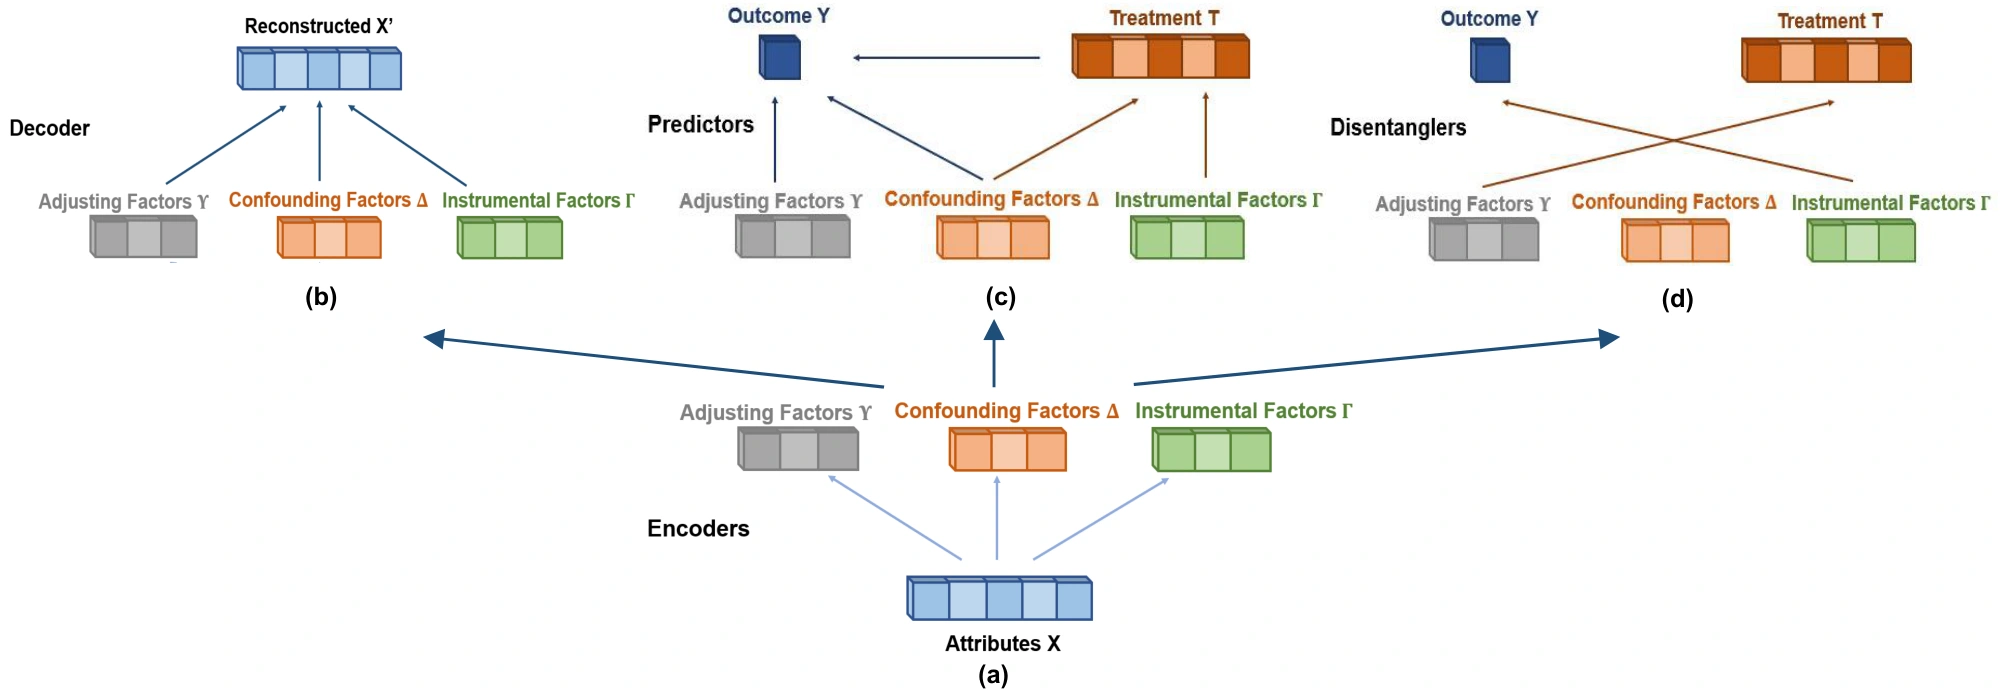 Reconstructed X’
Decoder
Adjusting Factors ϒ
Confounding Factors Δ
Instrumental Factors Γ
(b)
Outcome Y
Treatment T
Predictors
Adjusting Factors ϒ
Confounding Factors Δ
Instrumental Factors Γ
(c)
Outcome Y
Treatment T
Disentanglers
Adjusting Factors ϒ
Confounding Factors Δ
Instrumental Factors Γ
(d)
Adjusting Factors ϒ
Confounding Factors Δ
Instrumental Factors Γ
Encoders
Attributes X
(a)